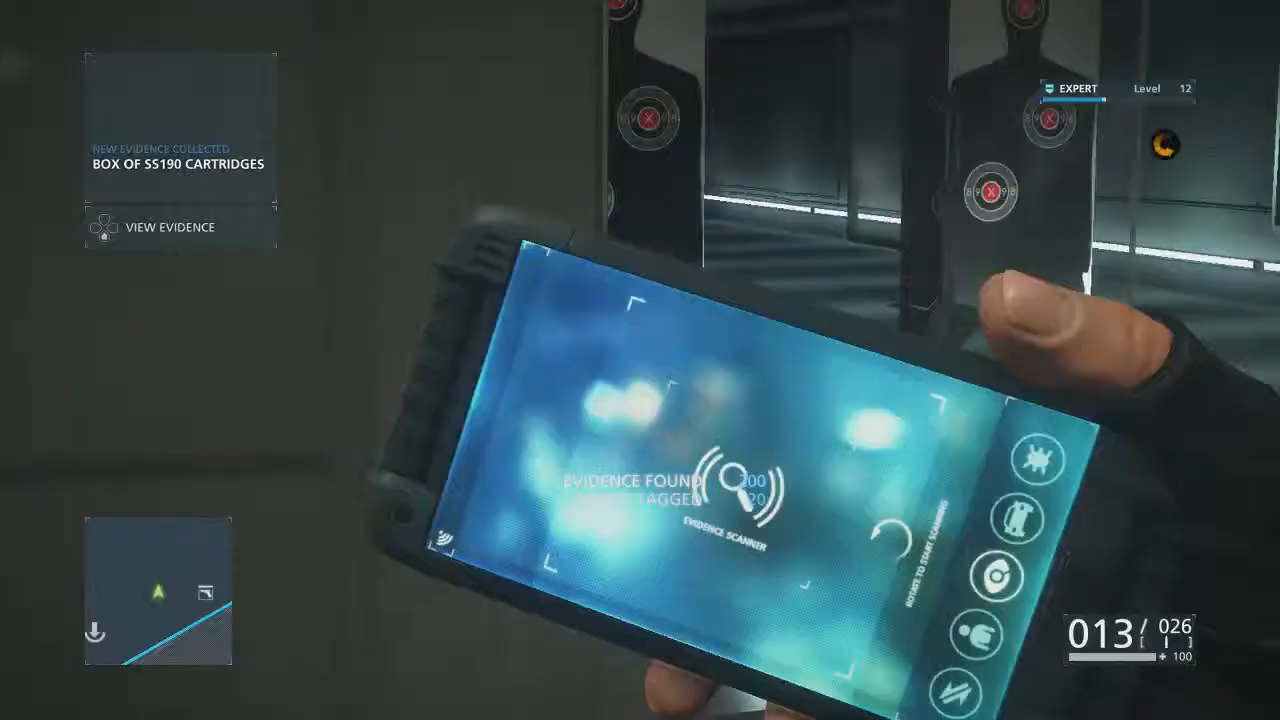 NEW EVIDENCE COLLECTED
BOX OF SS190 CARTRIDGES
VIEW EVIDENCE
EXPERT Level 12
EVIDENCE FOUND
TAGGED
EVIDENCE SCANNER
ROTATE TO START SCANNING
013/ 026
+ 100